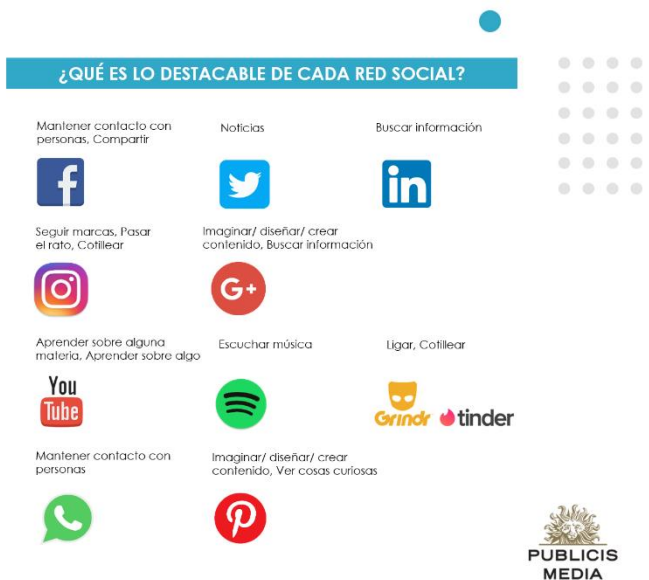 ¿QUÉ ES LO DESTACABLE DE CADA RED SOCIAL?
Mantener contacto con
personas, Compartir
Noticias
Buscar información
f
in
Seguir marcas, Pasar
el rato, Cotillear
Imaginar/ diseñar/ crear
contenido, Buscar información
G+
Aprender sobre alguna
materia, Aprender sobre algo
Escuchar música
Ligar, Cotillear
You
Tube
Grindr
tinder
Mantener contacto con
personas
Imaginar/ diseñar/ crear
contenido, Ver cosas curiosas
PUBLICIS
MEDIA